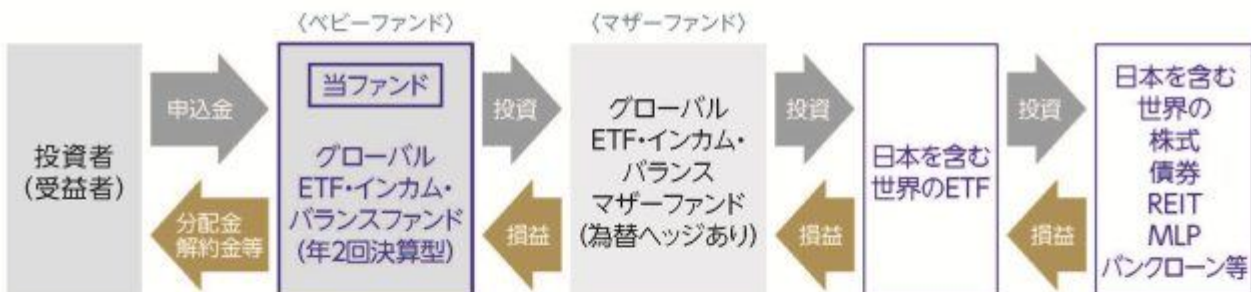 〈ベビーファンド〉
〈マザーファンド〉
投資者
(受益者)
申込金
分配金
解約金等
当ファンド
グローバル
ETF・インカム・
バランスファンド
(年2回決算型)
投資
損益
グローバル
ETF・インカム・
バランス
マザーファンド
(為替ヘッジあり)
投資
損益
日本を含む
世界のETF
投資
損益
日本を含む
世界の
株式
債券
REIT
MLP
バンクローン等